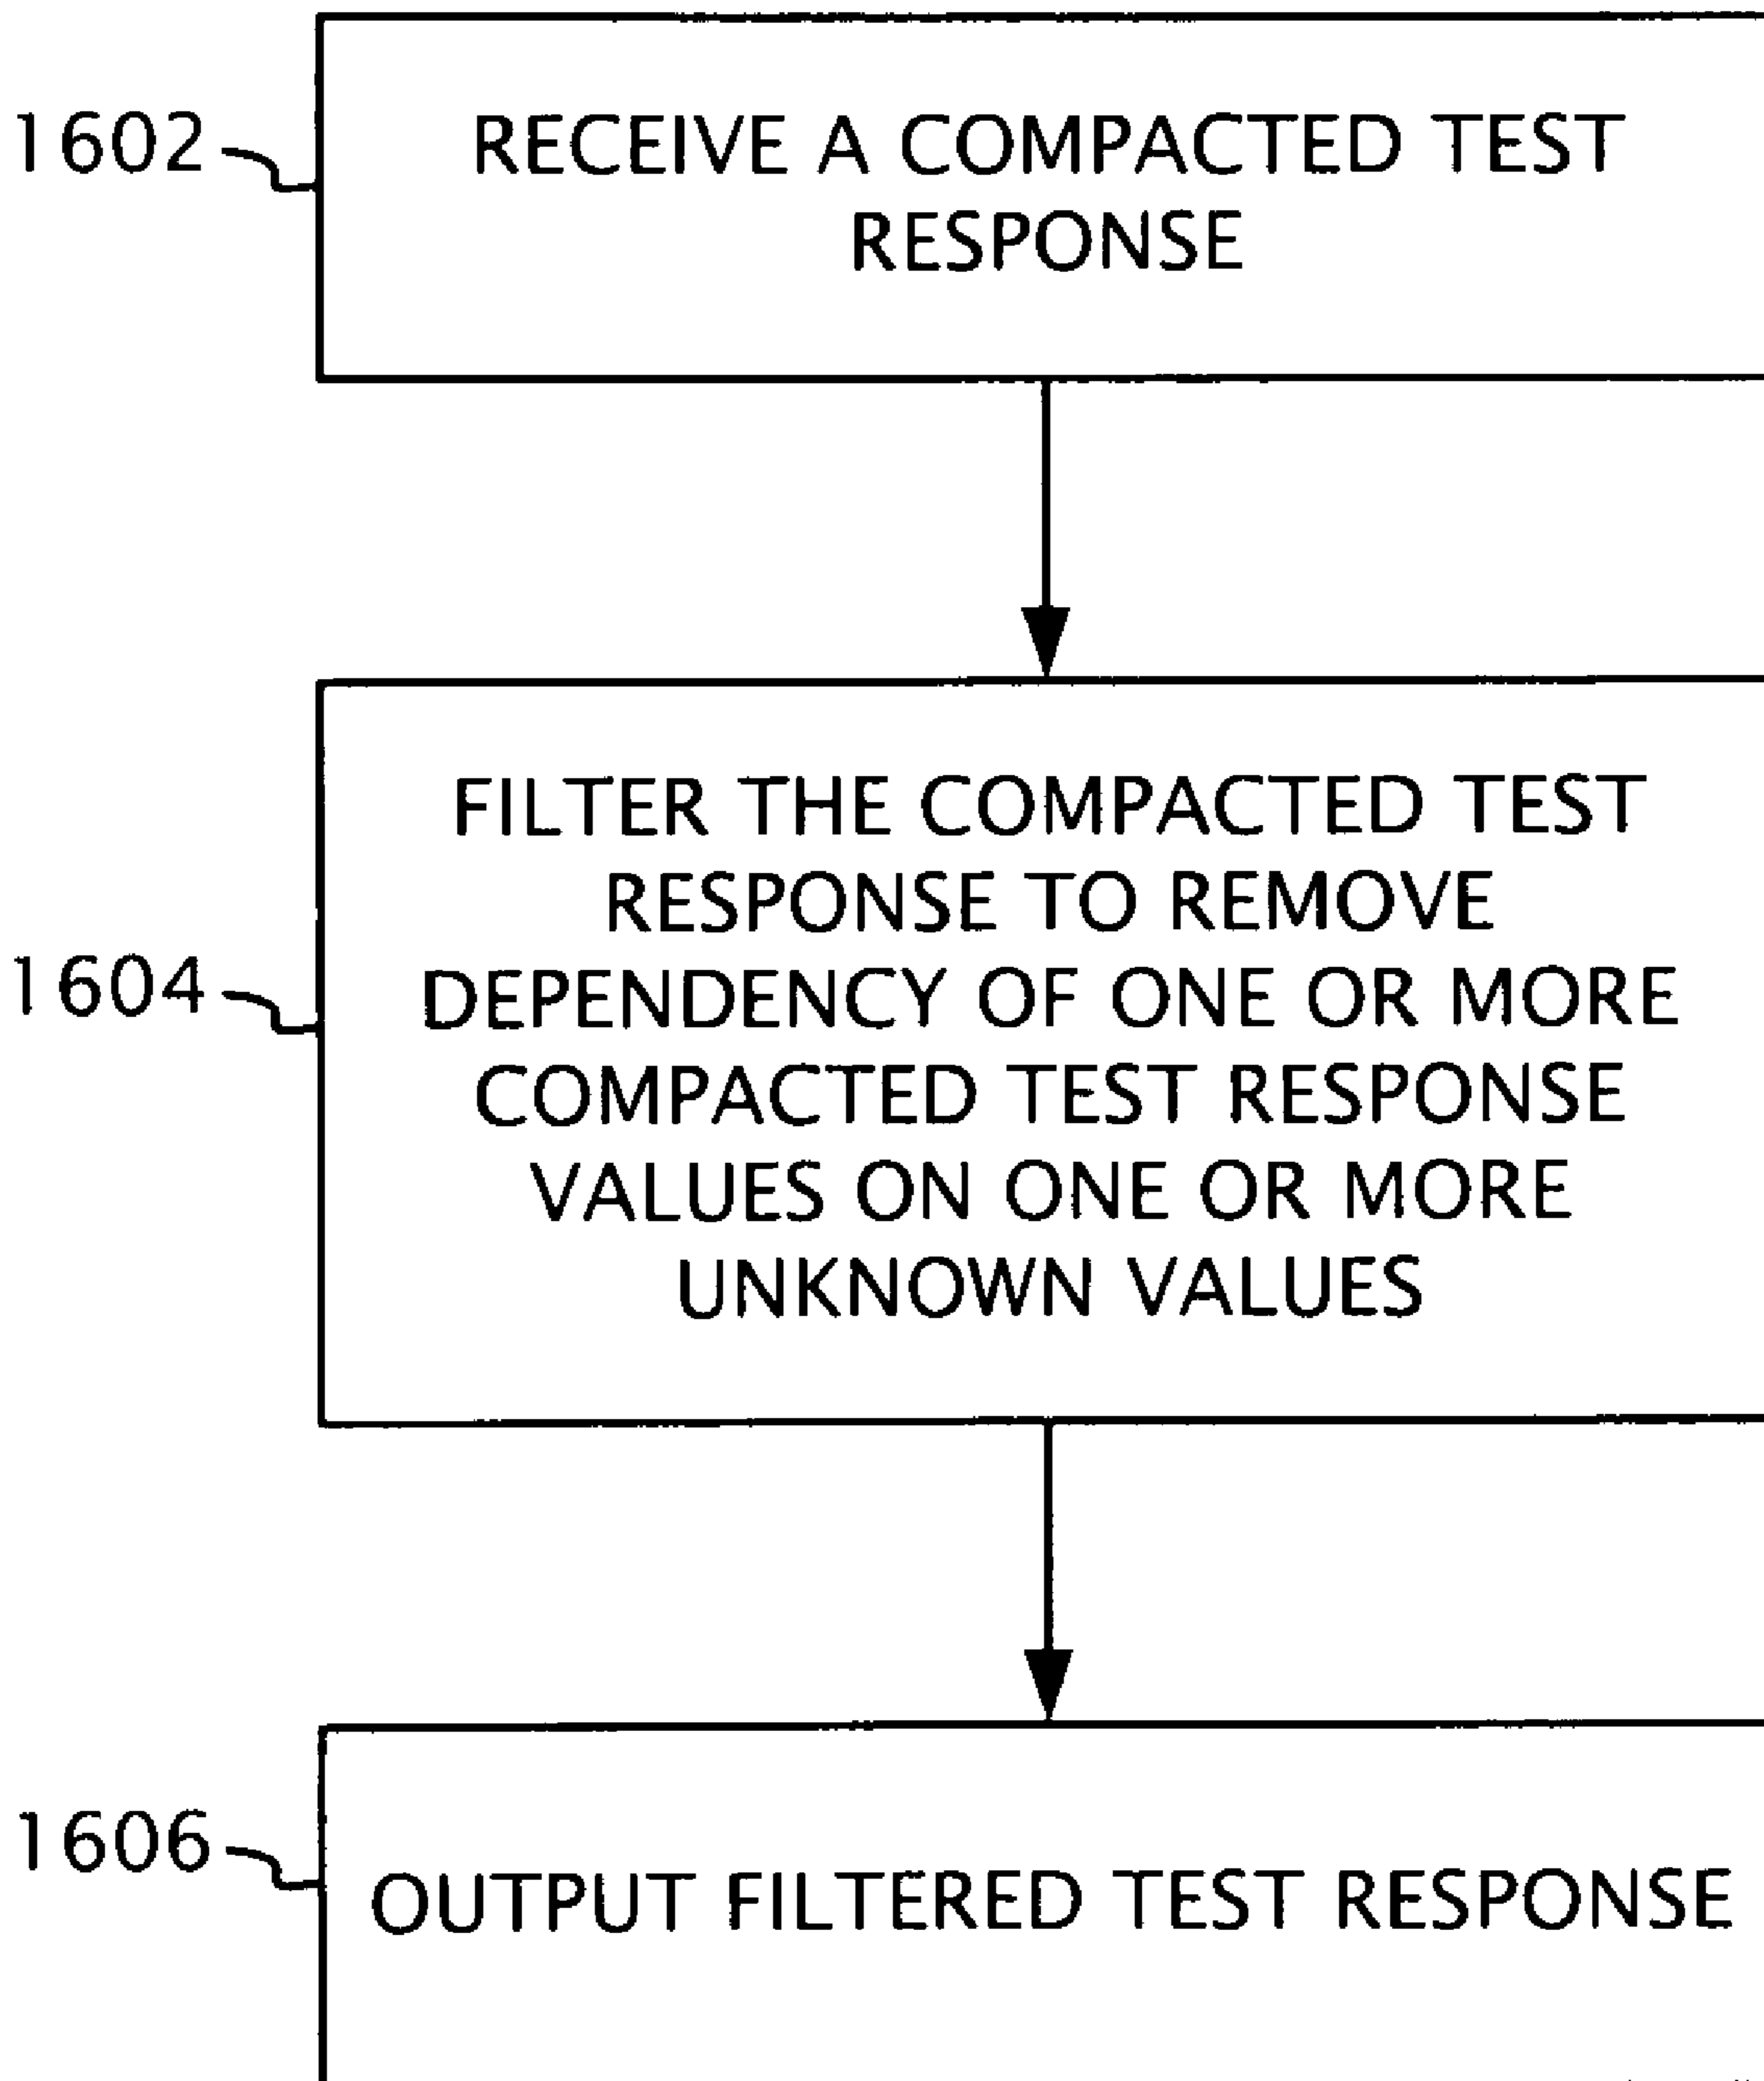 1602
RECEIVE A COMPACTED TEST
RESPONSE
1604
FILTER THE COMPACTED TEST
RESPONSE TO REMOVE
DEPENDENCY OF ONE OR MORE
COMPACTED TEST RESPONSE
VALUES ON ONE OR MORE
UNKNOWN VALUES
1606
OUTPUT FILTERED TEST RESPONSE